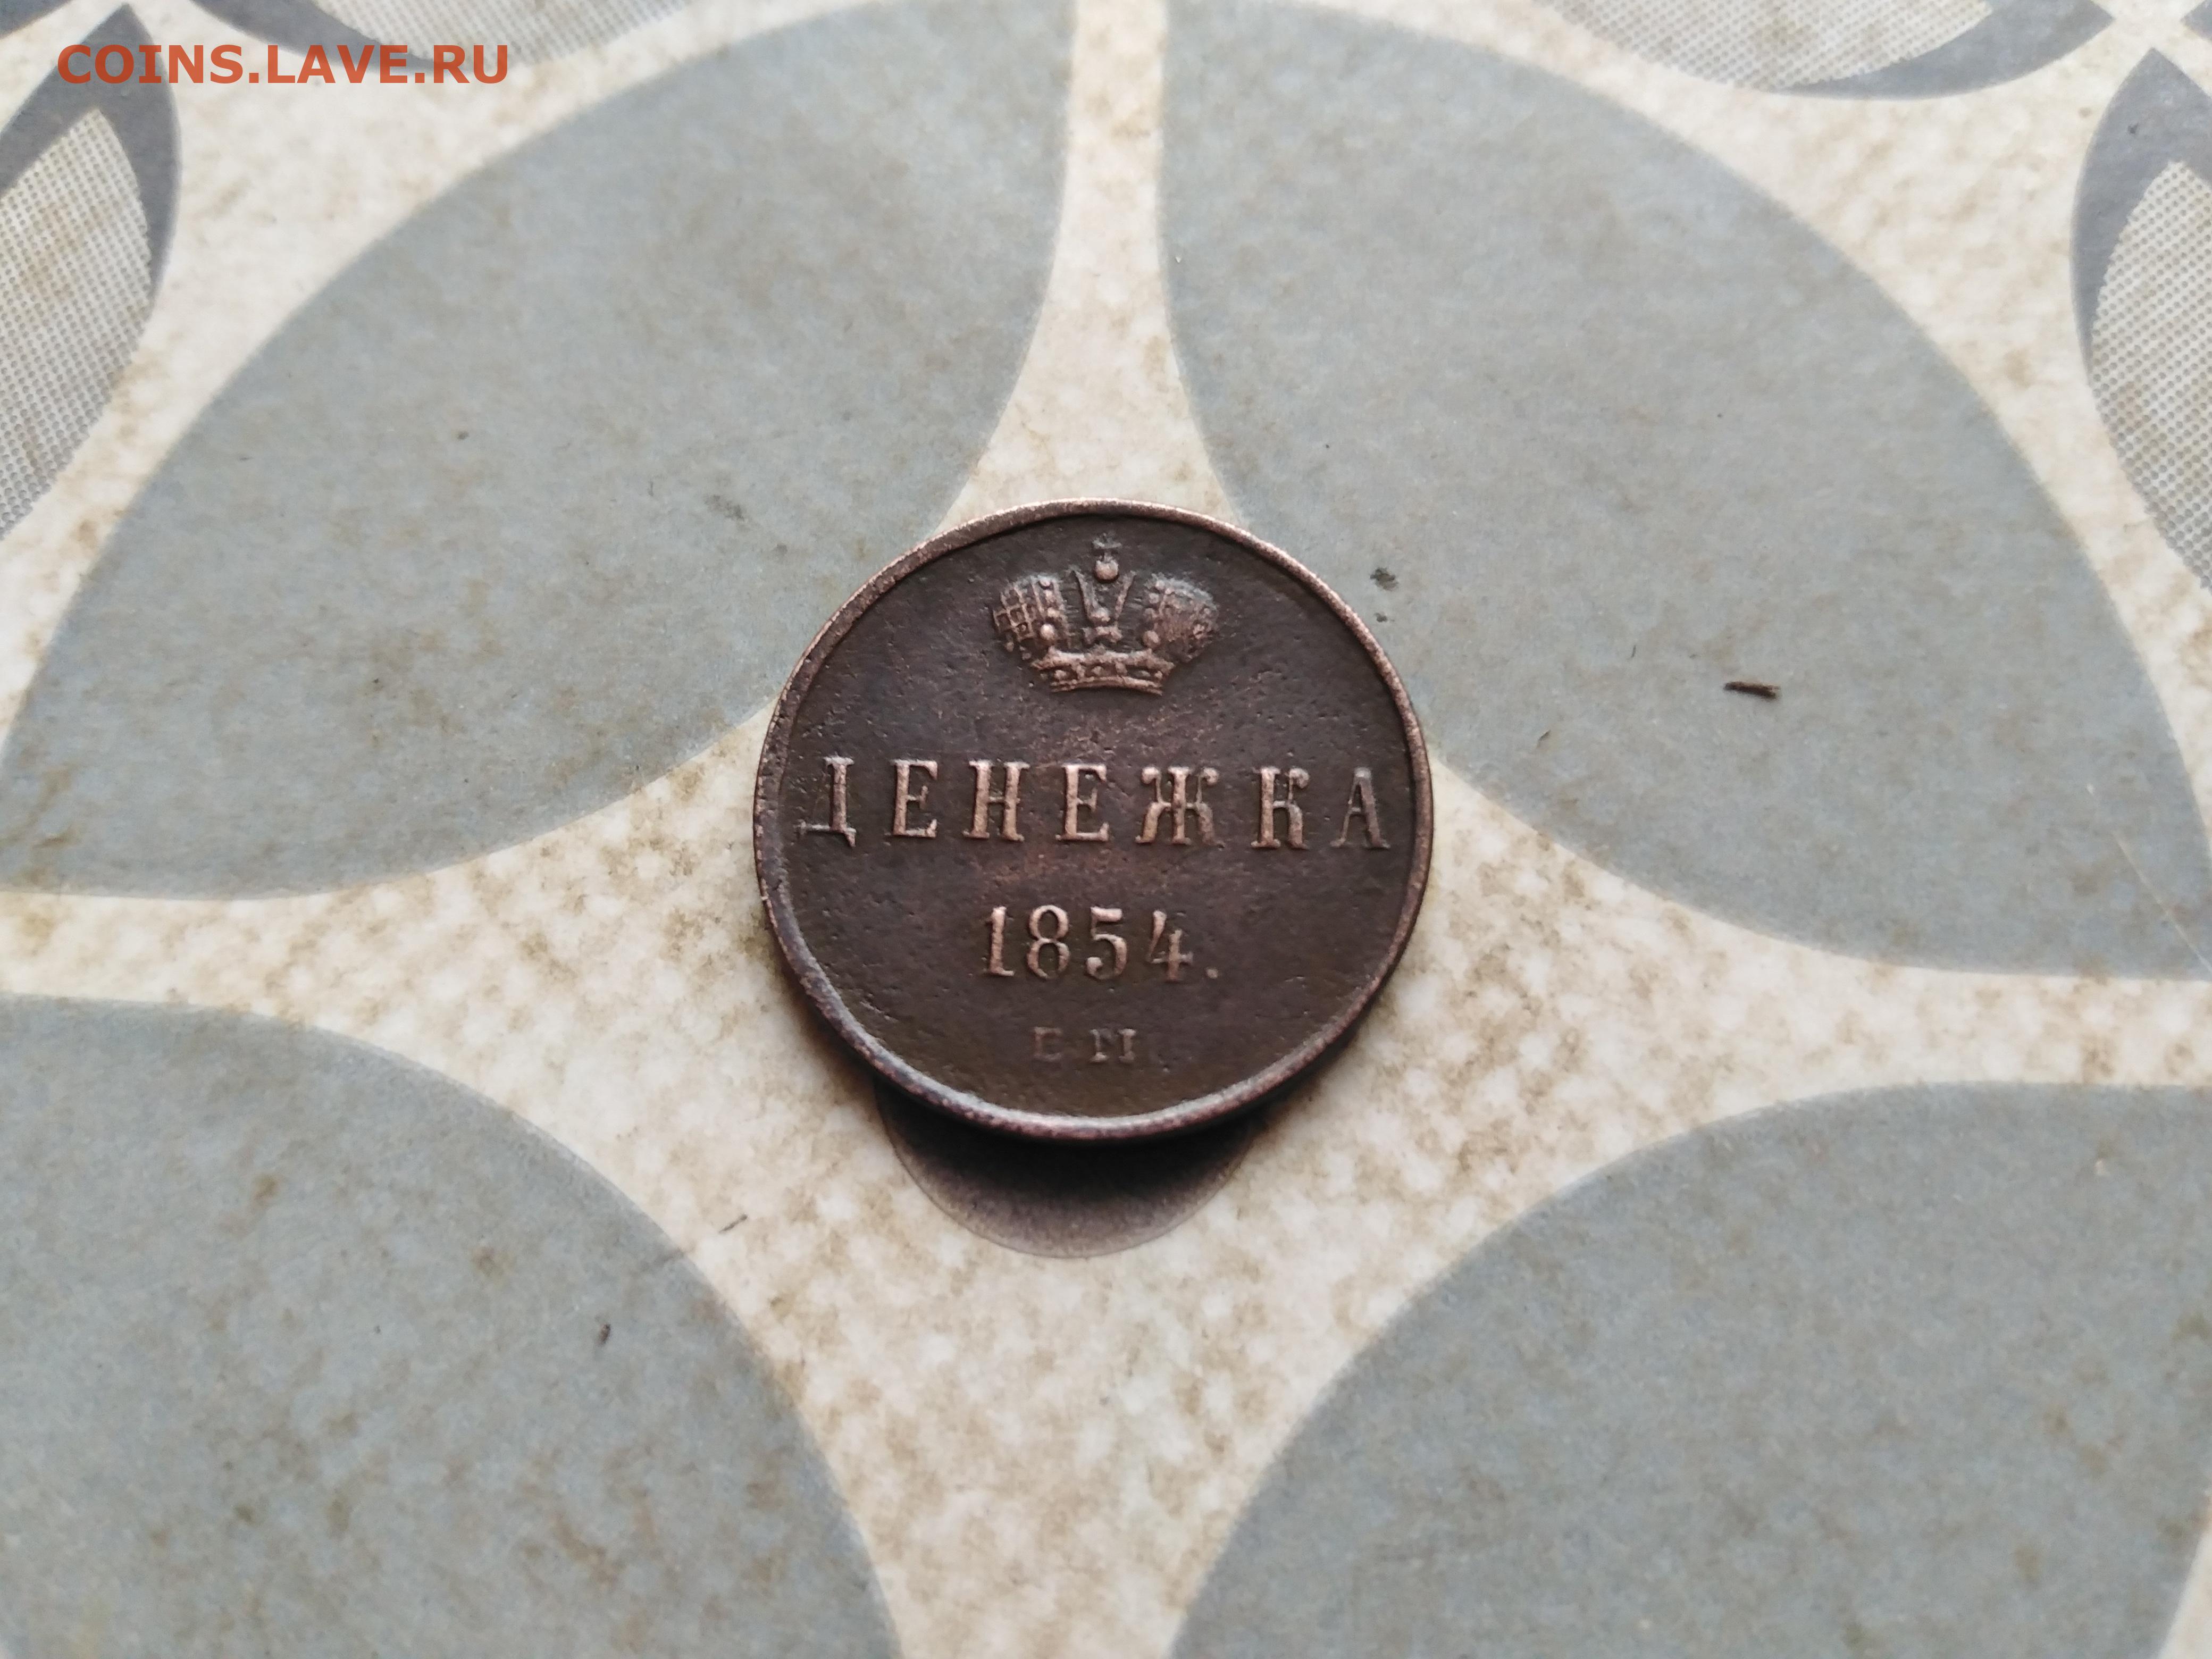 COINS.LAVE.RU
ДЕНЕЖКА
1854.
ЕМ